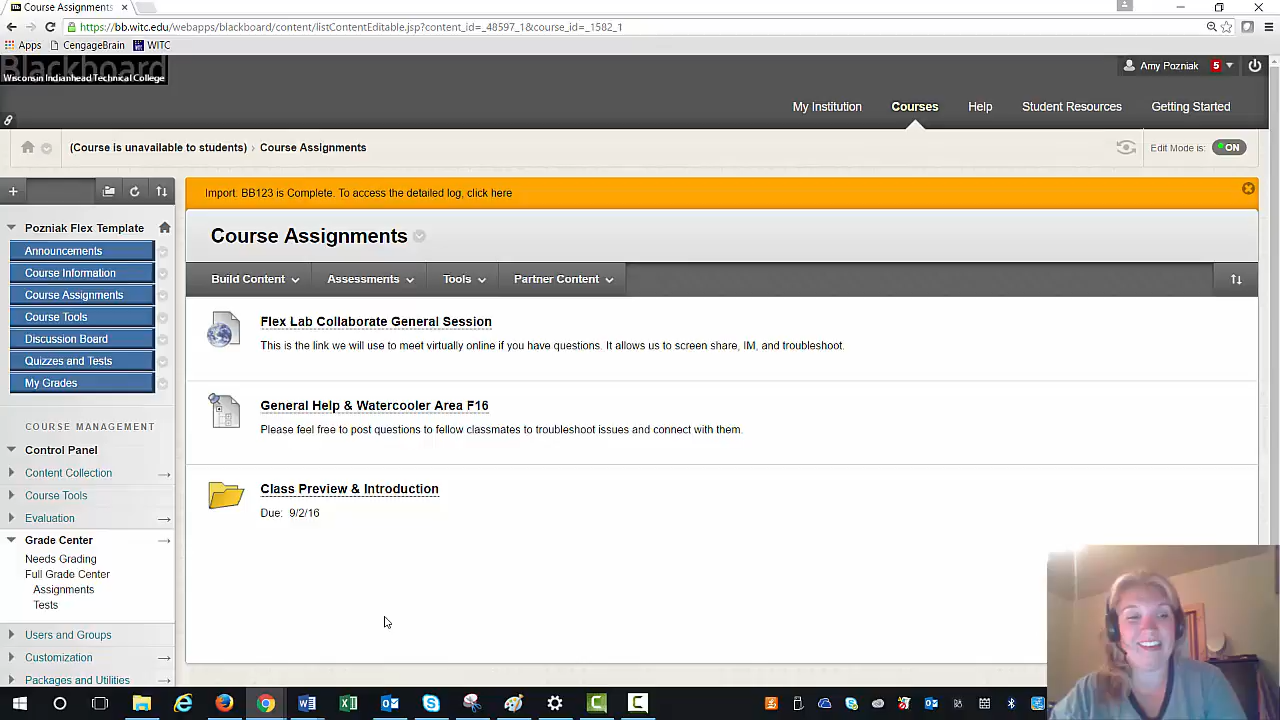 Course Assignments
https://bb.witc.edu/webapps/blackboard/content/listContentEditable.jsp?content_id=_48597_1&course_id=_1582_1
Apps CengageBrain WITC
Blackboard
Wisconsin Indianhead Technical College
Amy Pozniak 5
My Institution Courses Help Student Resources Getting Started
(Course is unavailable to students) › Course Assignments
Edit Mode is: ON
Import: BB123 is Complete. To access the detailed log, click here
Pozniak Flex Template
Announcements
Course Information
Course Assignments
Course Tools
Discussion Board
Quizzes and Tests
My Grades
COURSE MANAGEMENT
Control Panel
Content Collection
Course Tools
Evaluation
Grade Center
Needs Grading
Full Grade Center
Assignments
Tests
Users and Groups
Customization
Packages and Utilities
Course Assignments
Build Content Assessments Tools Partner Content
Flex Lab Collaborate General Session
This is the link we will use to meet virtually online if you have questions. It allows us to screen share, IM, and troubleshoot.
General Help & Watercooler Area F16
Please feel free to post questions to fellow classmates to troubleshoot issues and connect with them.
Class Preview & Introduction
Due: 9/2/16